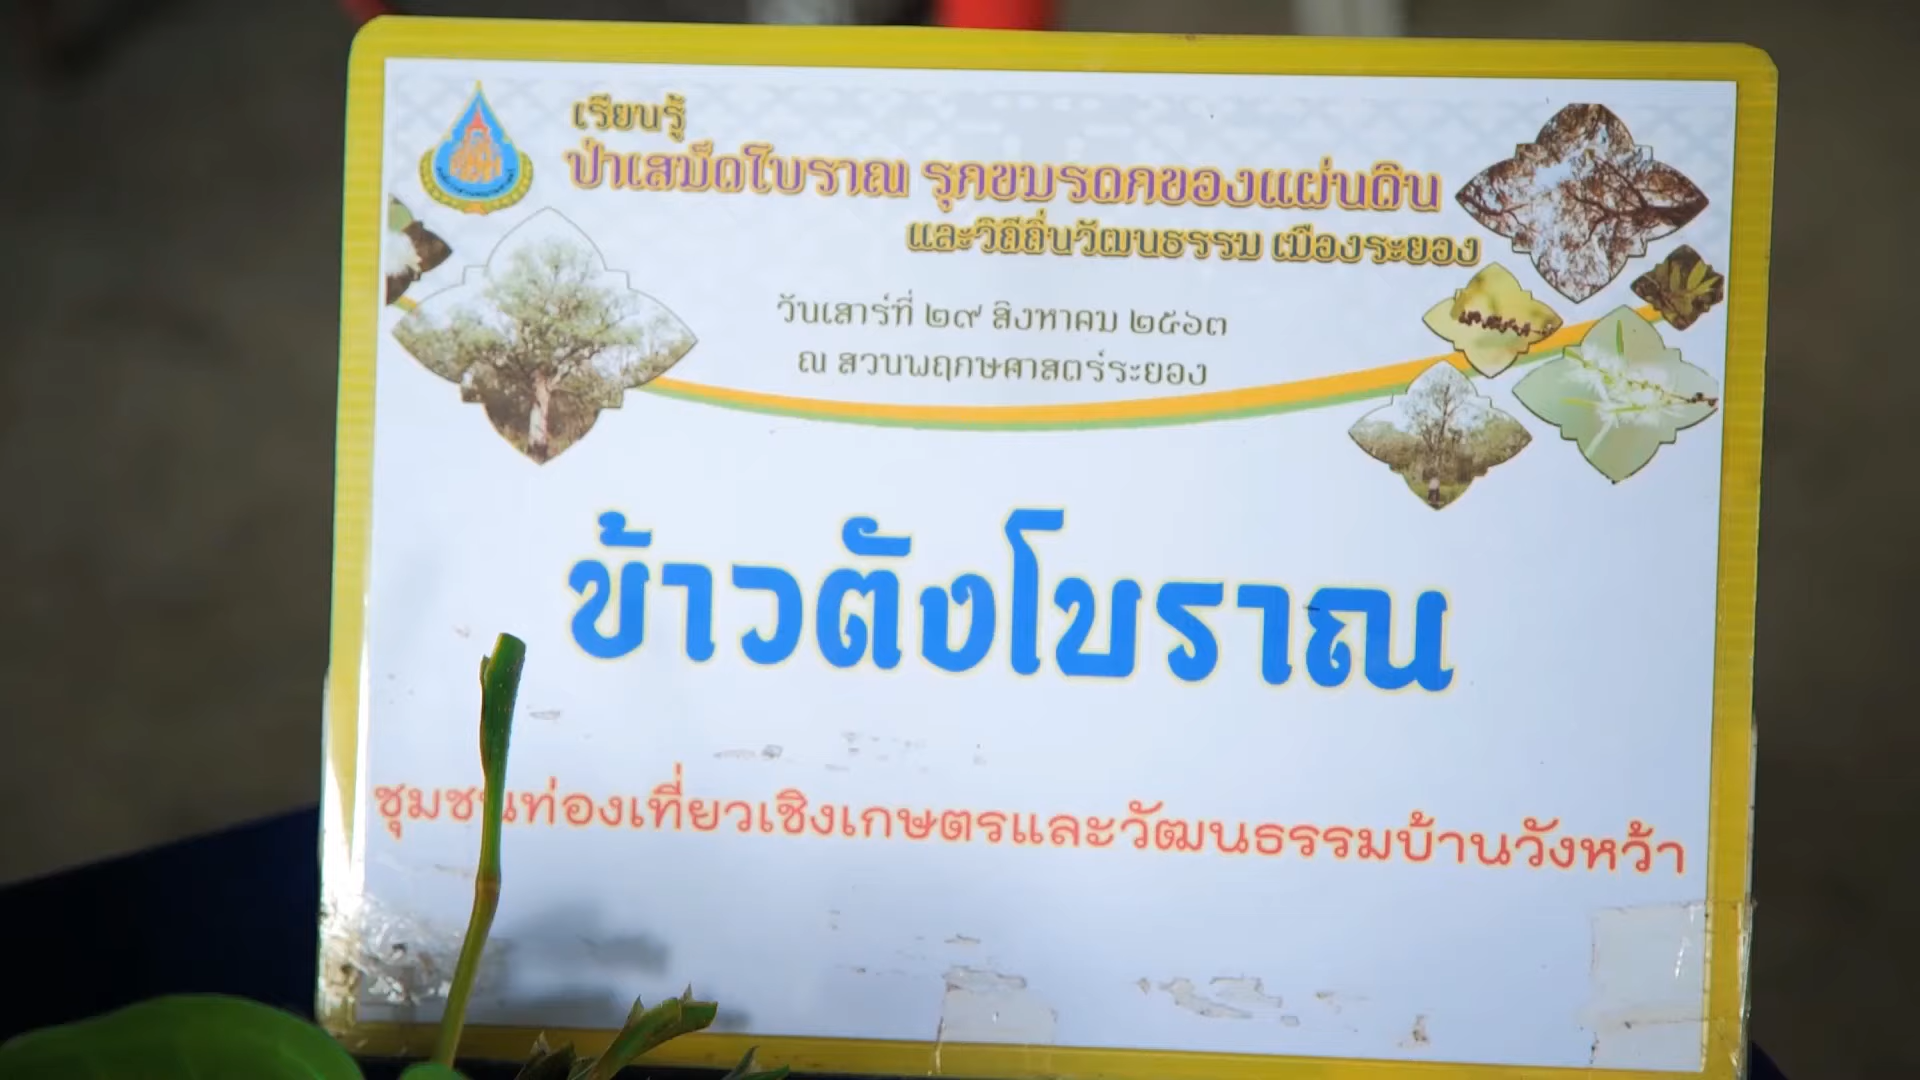 เรียนรู้
ป่าเสม็ดโบราณ รุกขมรดกของแผ่นดิน
และวิถีถิ่นวัฒนธรรม เมืองระยอง
วันเสาร์ที่ ๒๙ สิงหาคม ๒๕๖๓
ณ สวนพฤกษศาสตร์ระยอง
ข้าวตังโบราณ
ชุมชนท่องเที่ยวเชิงเกษตรและวัฒนธรรมบ้านวังหว้า